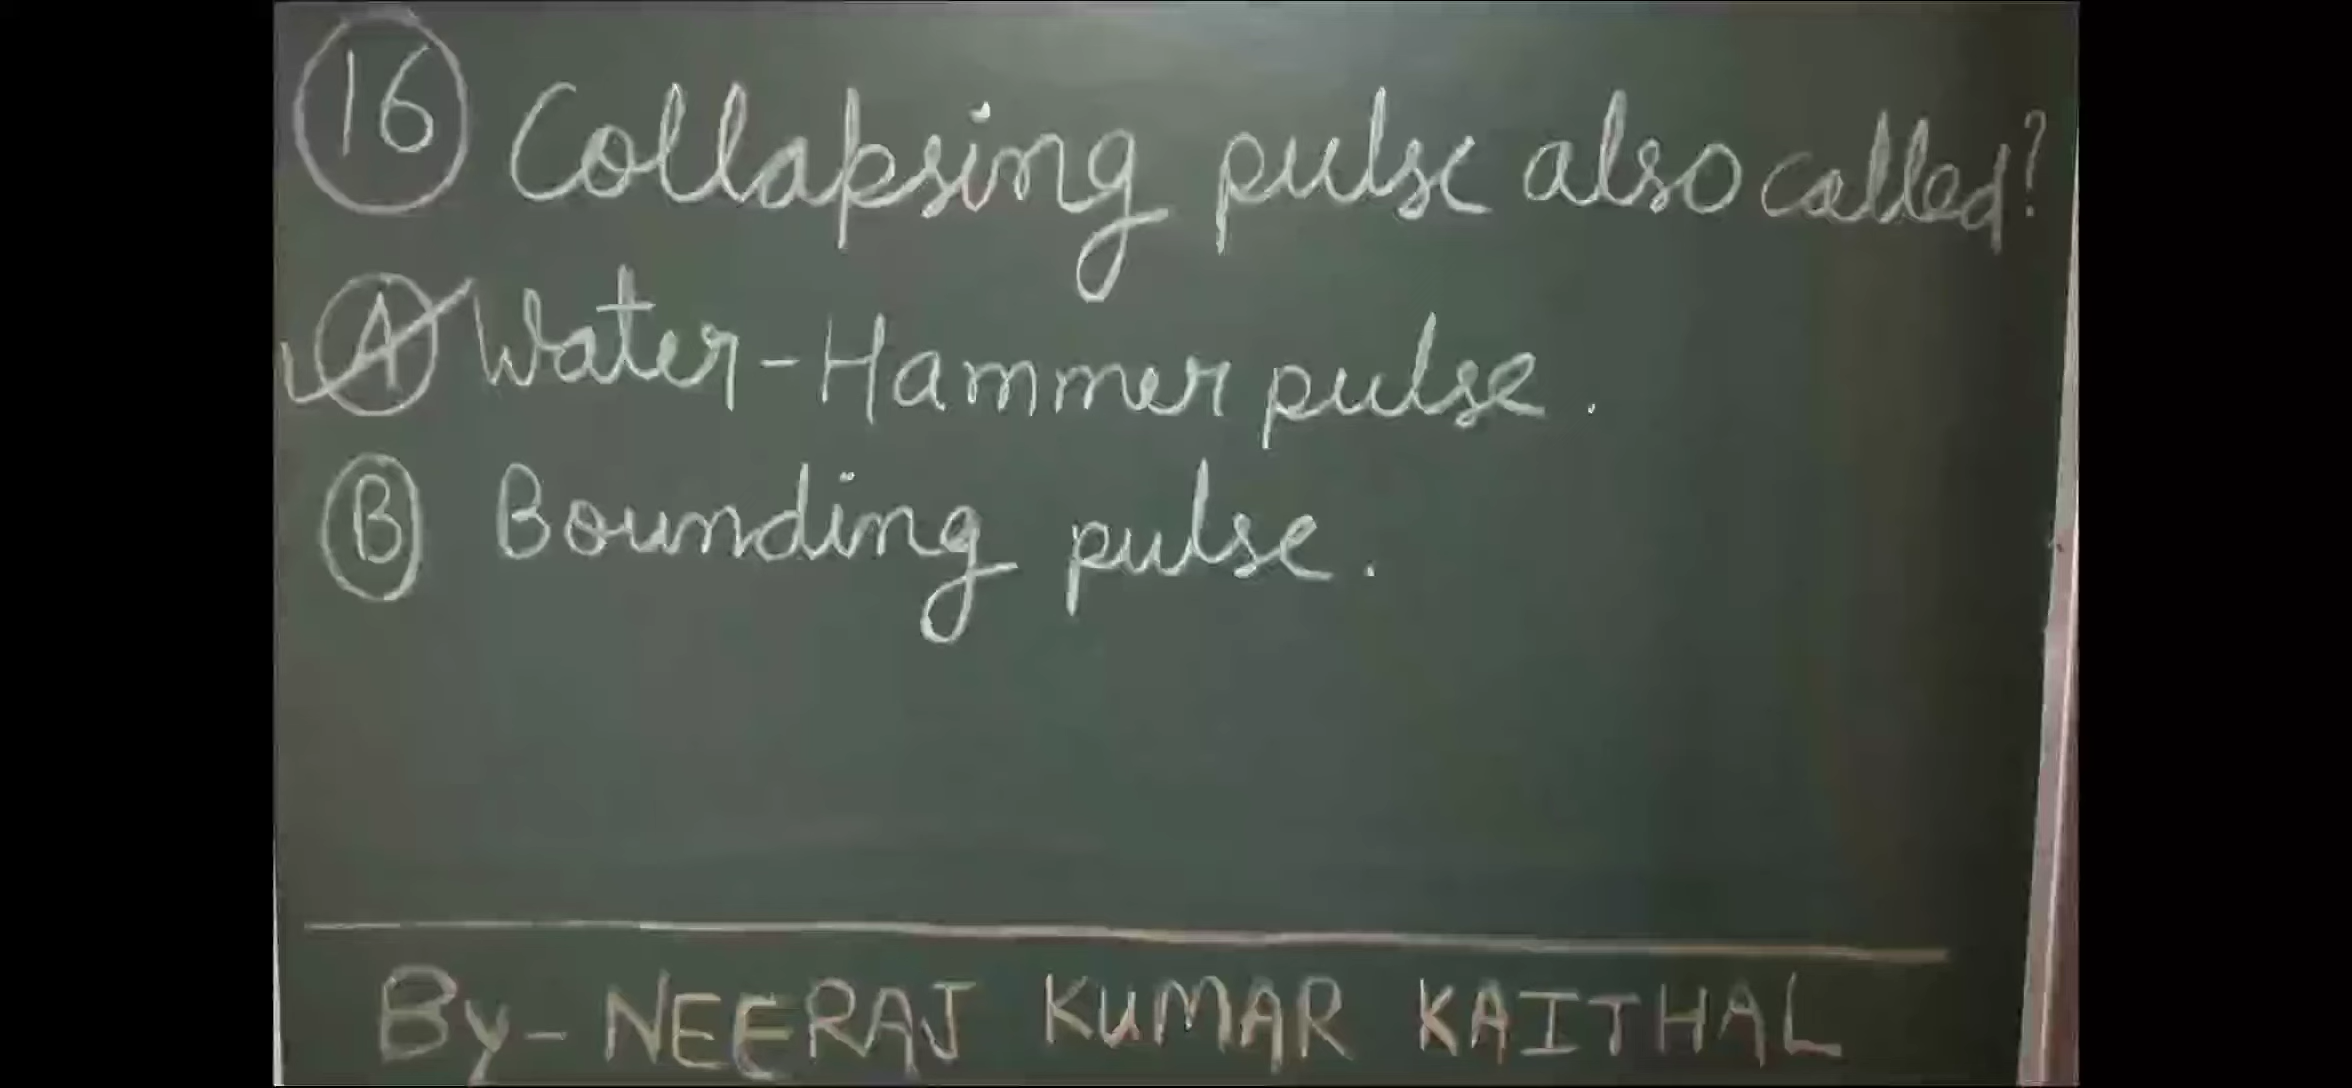 16 Collapsing pulse also called?
A Water-Hammer pulse.
B Bounding pulse.
By- NEERAJ KUMAR KAITHAL